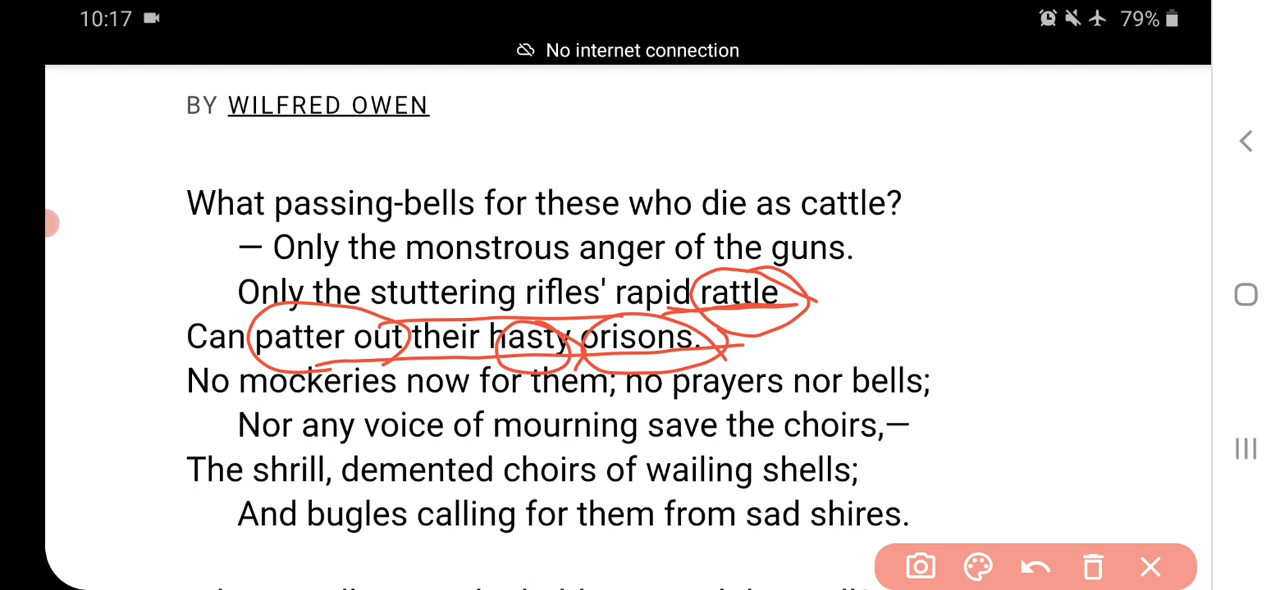 10:17 79%
No internet connection
BY WILFRED OWEN
What passing-bells for these who die as cattle?
— Only the monstrous anger of the guns.
Only the stuttering rifles' rapid rattle
Can patter out their hasty orisons.
No mockeries now for them; no prayers nor bells;
Nor any voice of mourning save the choirs,—
The shrill, demented choirs of wailing shells;
And bugles calling for them from sad shires.